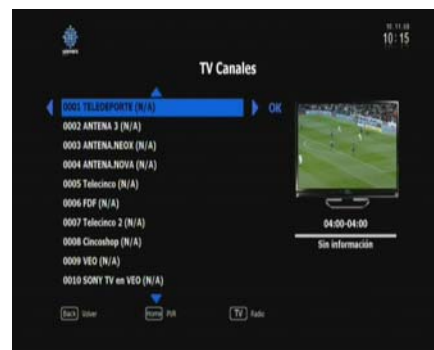 10:15
TV Canales
0001 TELEDEPORTE (N/A)
OK
0002 ANTENA 3 (N/A)
0003 ANTENA.NEOX (N/A)
0004 ANTENA.NOVA (N/A)
0005 Telecinco (N/A)
0006 FDF (N/A)
0007 Telecinco 2 (N/A)
0008 Cincoshop (N/A)
0009 VEO (N/A)
0010 SONY TV en VEO (N/A)
04:00-04:00
Sin información
Back Volver Home PVR TV Radio